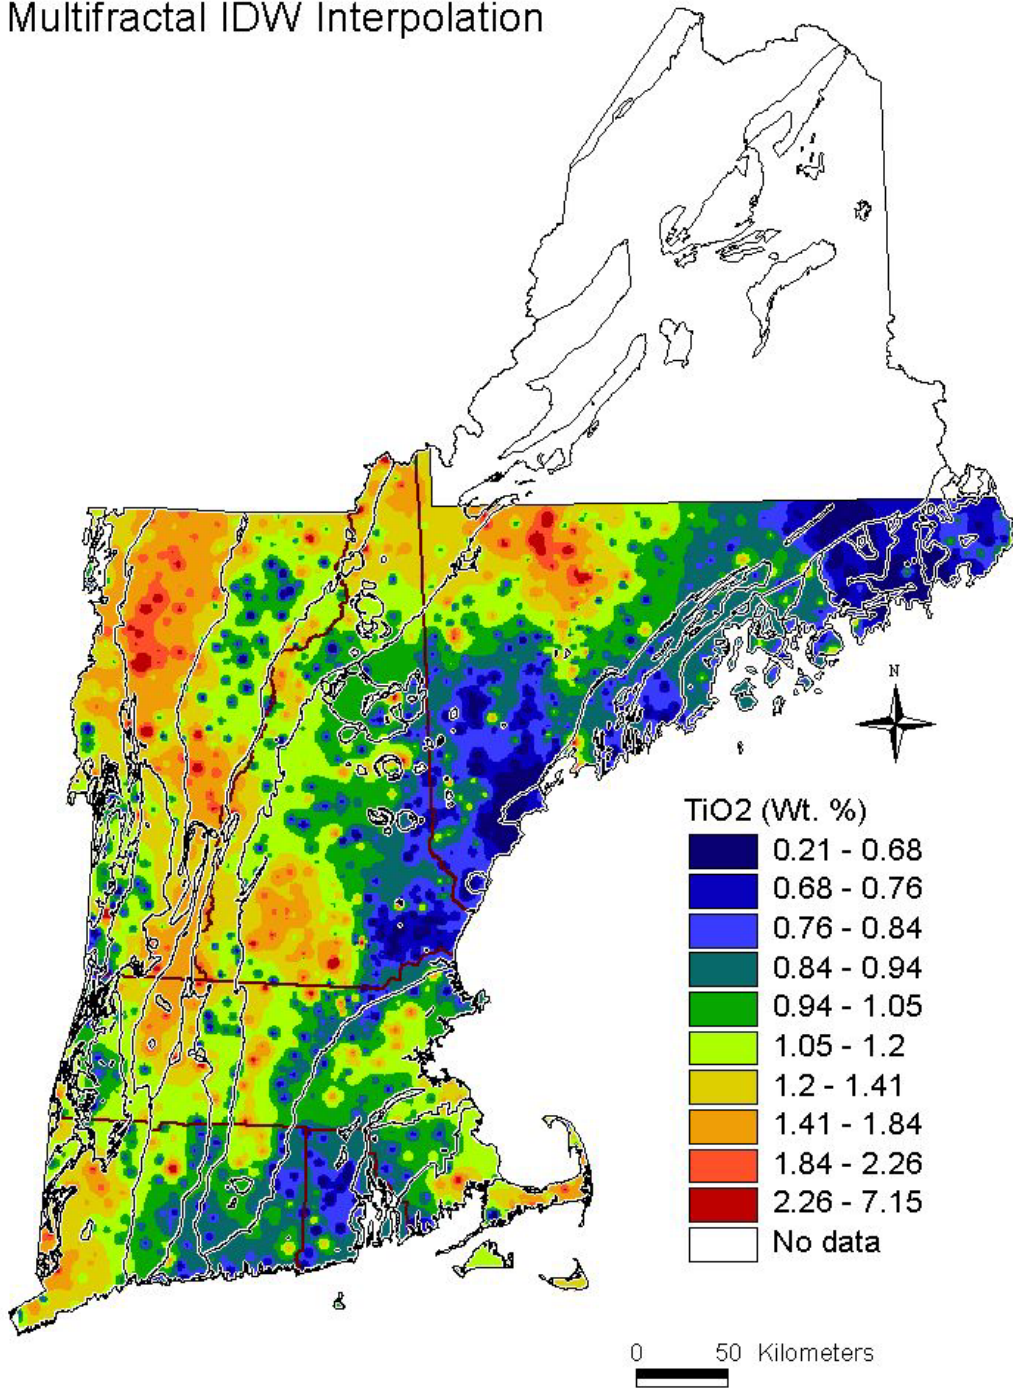 Multifractal IDW Interpolation
N
TiO2 (Wt. %)
0.21 - 0.68
0.68 - 0.76
0.76 - 0.84
0.84 - 0.94
0.94 - 1.05
1.05 - 1.2
1.2 - 1.41
1.41 - 1.84
1.84 - 2.26
2.26 - 7.15
No data
0 50 Kilometers